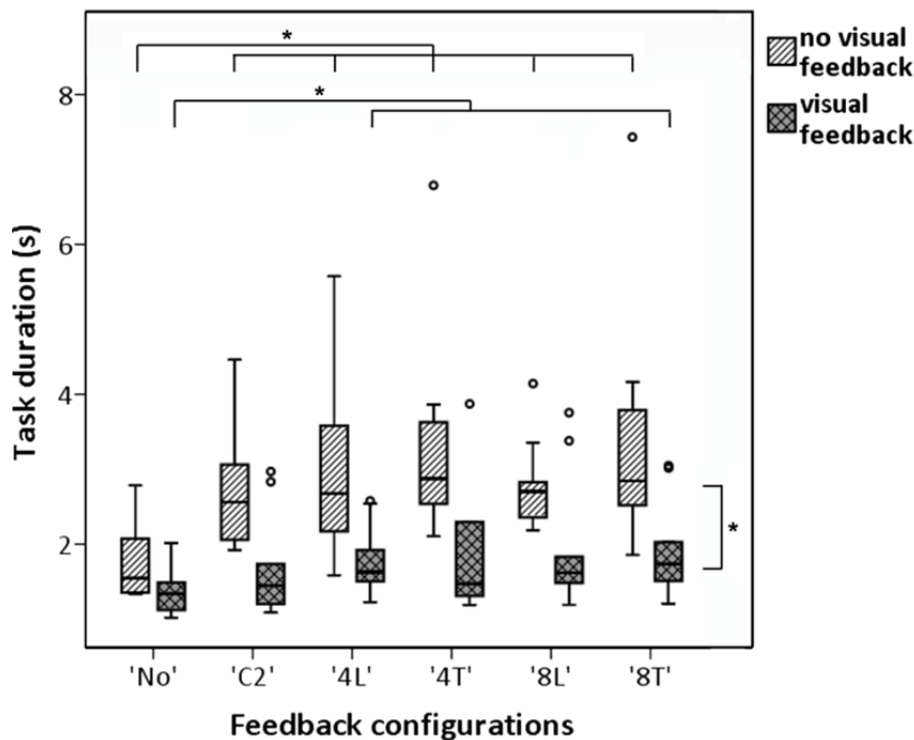 *
*
no visual
feedback
visual
feedback
8
6
4
2
*
Task duration (s)
'No'
'C2'
'4L'
'4T'
'8L'
'8T'
Feedback configurations